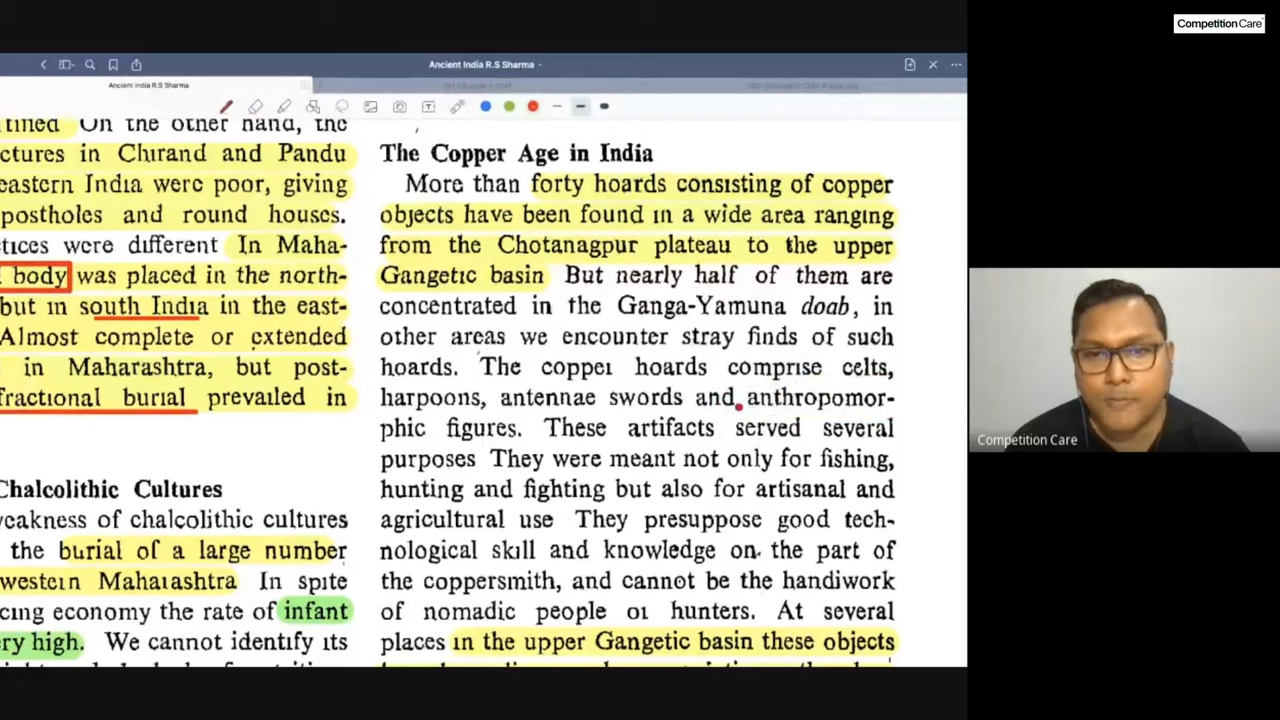 CompetitionCare
Ancient India R.S Sharma
Ancient India R.S Sharma
On the other hand, the
ctures in Chirand and Pandu
eastern India were poor, giving
postholes and round houses.
tices were different In Maha-
body was placed in the north-
but in south India in the east-
Almost complete or extended
in Maharashtra, but post-
fractional burial prevailed in
Chalcolithic Cultures
weakness of chalcolithic cultures
the burial of a large number
western Maharashtra In spite
cing economy the rate of infant
ery high. We cannot identify its
The Copper Age in India
More than forty hoards consisting of copper
objects have been found in a wide area ranging
from the Chotanagpur plateau to the upper
Gangetic basin But nearly half of them are
concentrated in the Ganga-Yamuna doab, in
other areas we encounter stray finds of such
hoards. The copper hoards comprise celts,
harpoons, antennae swords and anthropomor-
phic figures. These artifacts served several
purposes They were meant not only for fishing,
hunting and fighting but also for artisanal and
agricultural use They presuppose good tech-
nological skill and knowledge on the part of
the coppersmith, and cannot be the handiwork
of nomadic people or hunters. At several
places in the upper Gangetic basin these objects
Competition Care